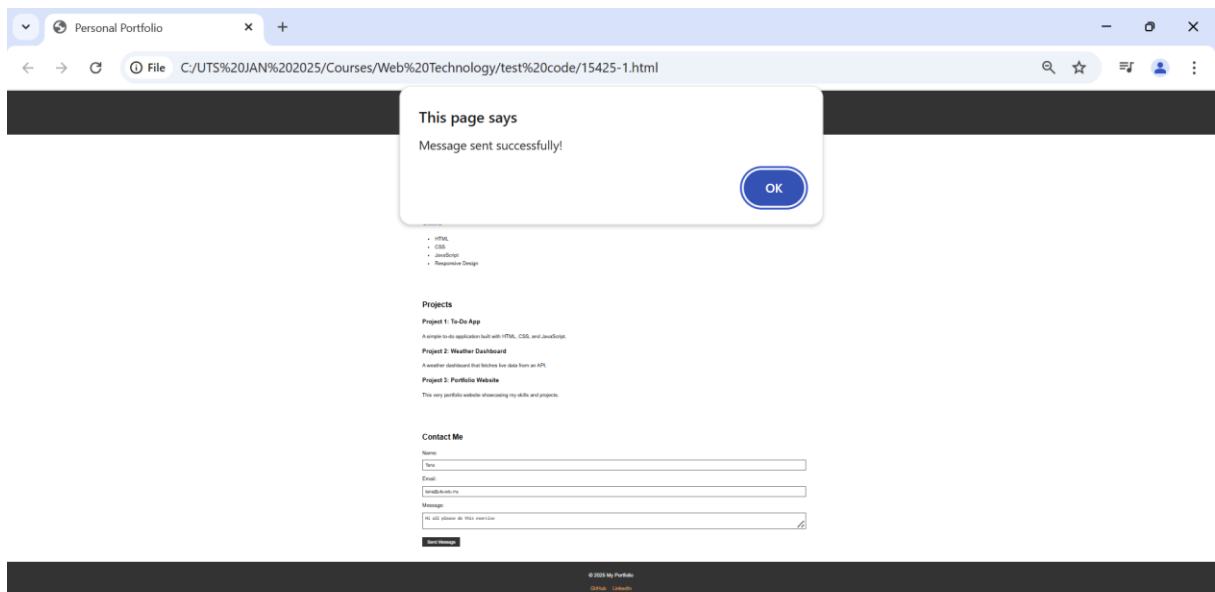 Personal Portfolio
File C:/UTS%20JAN%202025/Courses/Web%20Technology/test%20code/15425-1.html
This page says
Message sent successfully!
OK
HTML
CSS
JavaScript
Responsive Design
Projects
Project 1: To-Do App
A simple to-do application built with HTML, CSS, and JavaScript.
Project 2: Weather Dashboard
A weather dashboard that fetches live data from an API.
Project 3: Portfolio Website
This very portfolio website showcasing my skills and projects.
Contact Me
Name:
Email:
Message:
Hi all please do this exercise
Send Message
© 2025 My Portfolio
GitHub LinkedIn